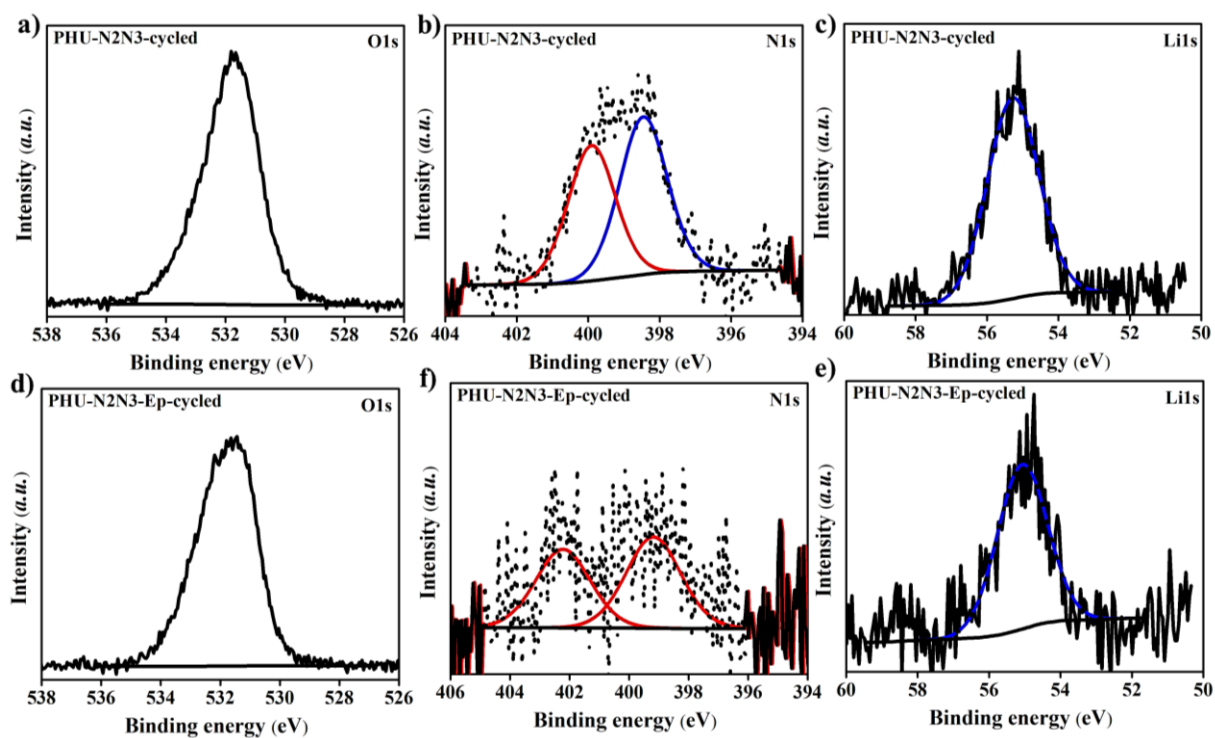 a)
PHU-N2N3-cycled
O1s
Intensity (a.u.)
538 536 534 532 530 528 526
Binding energy (eV)
b)
PHU-N2N3-cycled
N1s
Intensity (a.u.)
404 402 400 398 396 394
Binding energy (eV)
c)
PHU-N2N3-cycled
Li1s
Intensity (a.u.)
60 58 56 54 52 50
Binding energy (eV)
d)
PHU-N2N3-Ep-cycled
O1s
Intensity (a.u.)
538 536 534 532 530 528 526
Binding energy (eV)
f)
PHU-N2N3-Ep-cycled
N1s
Intensity (a.u.)
406 404 402 400 398 396 394
Binding energy (eV)
e)
PHU-N2N3-Ep-cycled
Li1s
Intensity (a.u.)
60 58 56 54 52 50
Binding energy (eV)